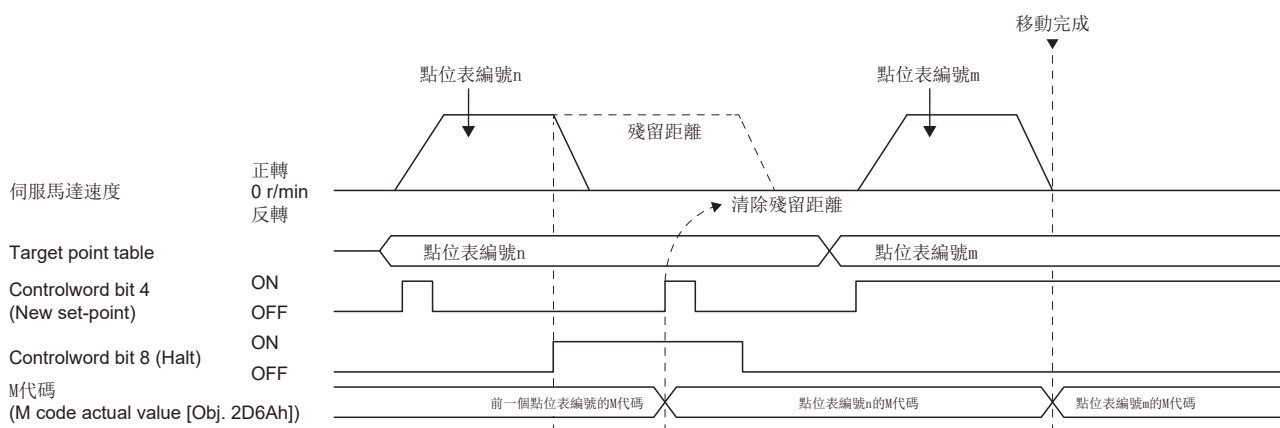 移動完成
點位表編號n
點位表編號m
殘留距離
伺服馬達速度
正轉
0 r/min
反轉
清除殘留距離
Target point table
點位表編號n
點位表編號m
Controlword bit 4
(New set-point)
ON
OFF
Controlword bit 8 (Halt)
ON
OFF
M代碼
(M code actual value [Obj. 2D6Ah])
前一個點位表編號的M代碼
點位表編號n的M代碼
點位表編號m的M代碼